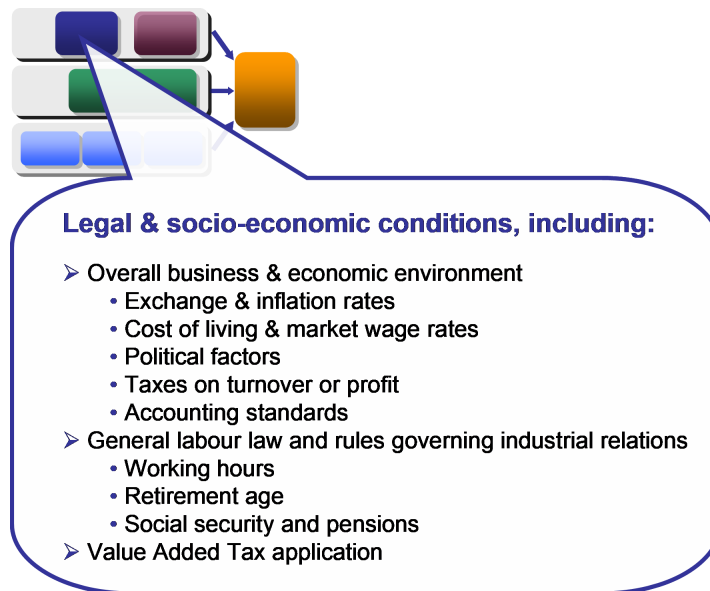 Legal & socio-economic conditions, including:
➢ Overall business & economic environment
• Exchange & inflation rates
• Cost of living & market wage rates
• Political factors
• Taxes on turnover or profit
• Accounting standards
➢ General labour law and rules governing industrial relations
• Working hours
• Retirement age
• Social security and pensions
➢ Value Added Tax application